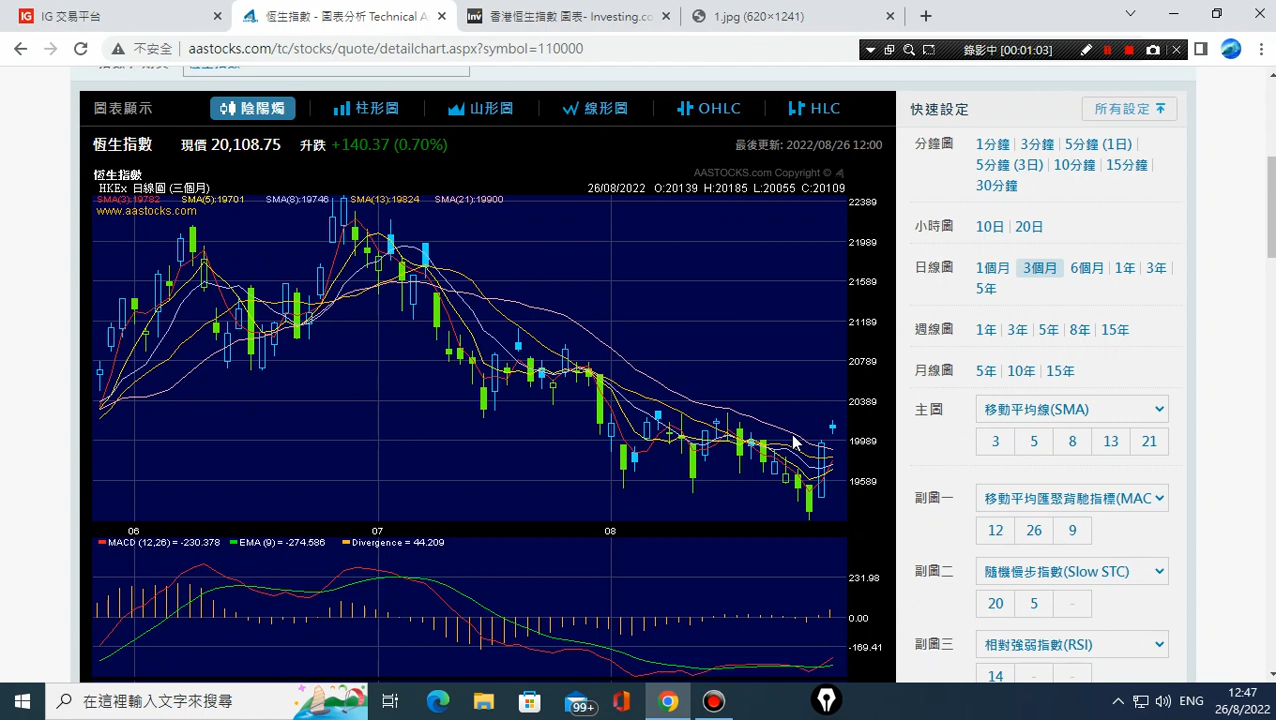 IG 交易平台
恆生指數 - 圖表分析 Technical A
香港恒生指數 圖表- Investing.co
1.jpg (620×1241)
不安全
aastocks.com/tc/stocks/quote/detailchart.aspx?symbol=110000
錄影中 [00:01:03]
圖表顯示
陰陽燭
柱形圖
山形圖
線形圖
OHLC
HLC
恆生指數
現價 20,108.75
升跌 +140.37 (0.70%)
最後更新: 2022/08/26 12:00
恆生指數
AASTOCKS.com Copyright ©
HKEx 日線圖 (三個月)
26/08/2022 O:20139 H:20185 L:20055 C:20109
SMA(3):19782 SMA(5):19701 SMA(8):19746 SMA(13):19824 SMA(21):19900
www.aastocks.com
22389
21989
21589
21189
20789
20389
19989
19589
06
07
08
MACD (12,26) = -230.378
EMA (9) = -274.586
Divergence = 44.209
231.98
0.00
-169.41
快速設定
所有設定
分鐘圖
1分鐘 | 3分鐘 | 5分鐘 (1日) |
5分鐘 (3日) | 10分鐘 | 15分鐘 |
30分鐘
小時圖
10日 | 20日
日線圖
1個月 | 3個月 | 6個月 | 1年 | 3年 |
5年
週線圖
1年 | 3年 | 5年 | 8年 | 15年
月線圖
5年 | 10年 | 15年
主圖
移動平均線(SMA)
3 5 8 13 21
副圖一
移動平均匯聚背馳指標(MAC
12 26 9
副圖二
隨機慢步指數(Slow STC)
20 5 -
副圖三
相對強弱指數(RSI)
14 - -
在這裡輸入文字來搜尋
99+
ENG
12:47
26/8/2022